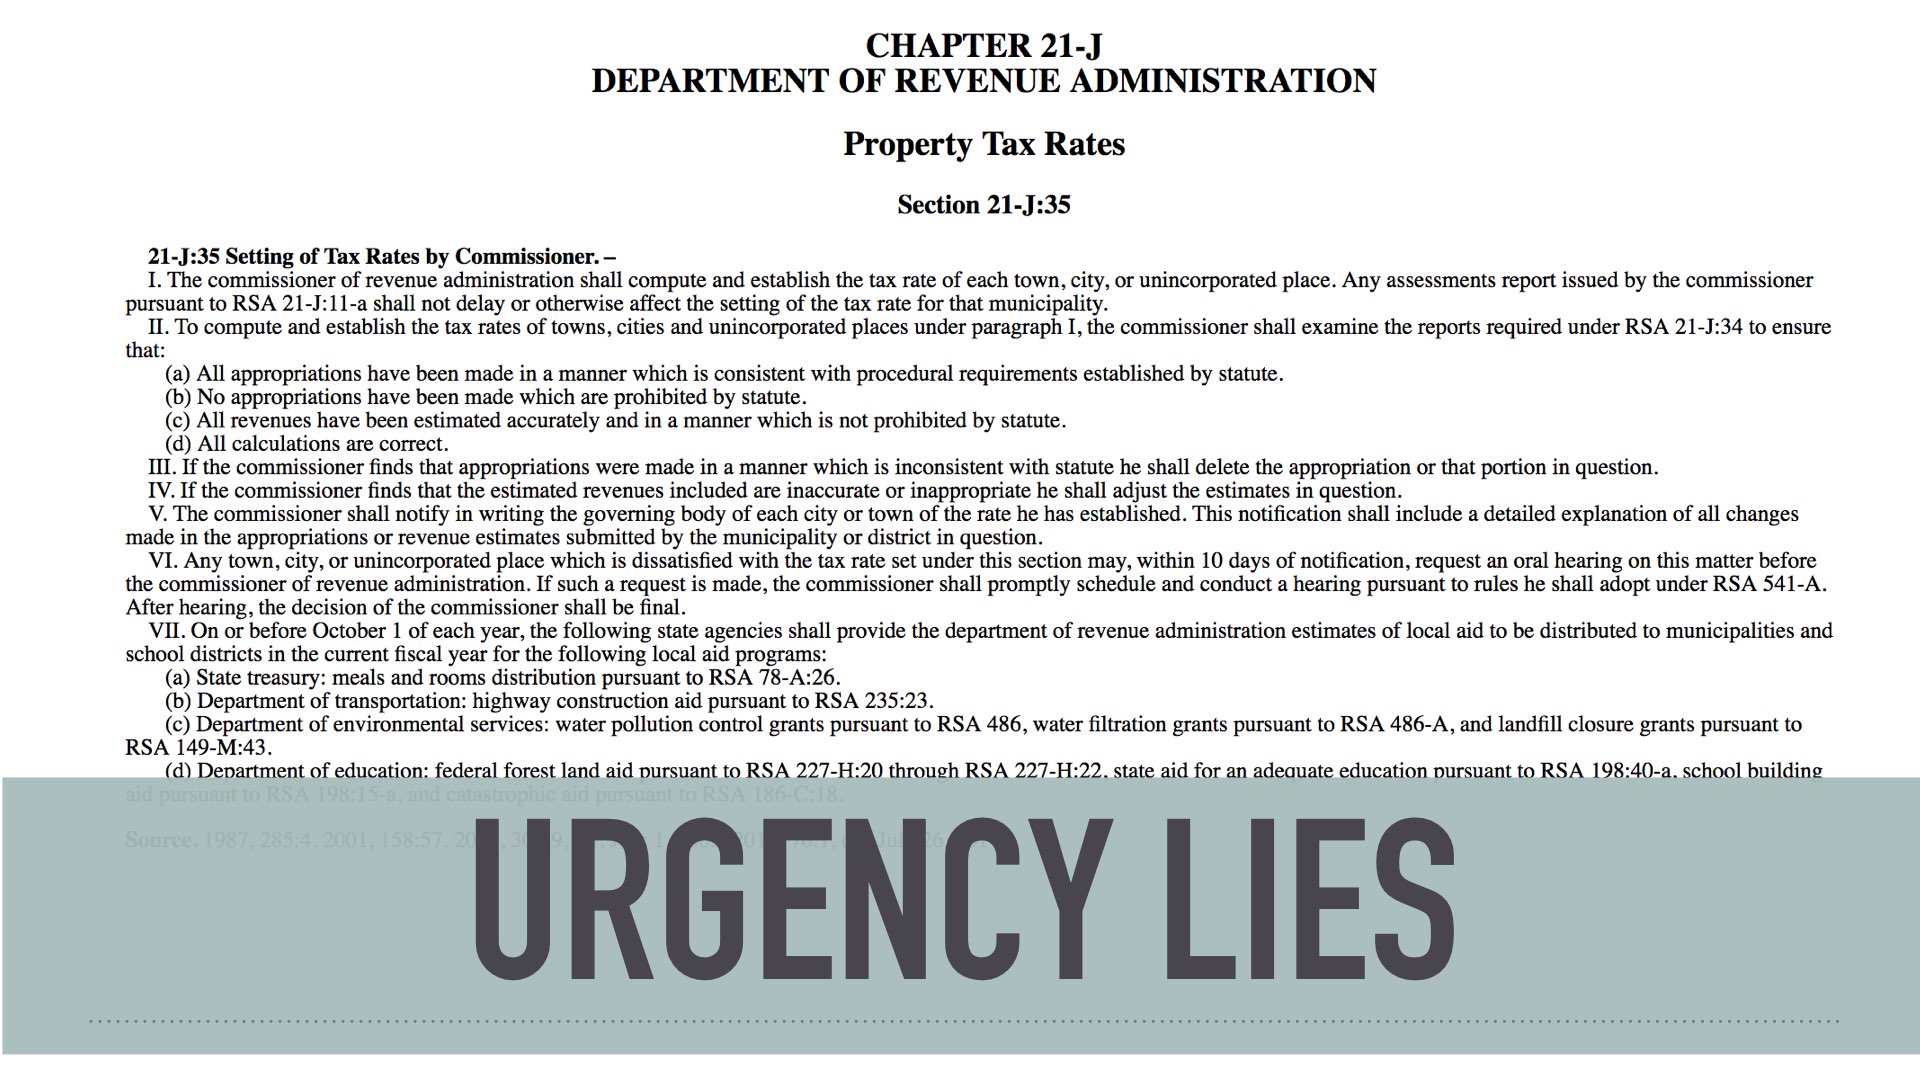 CHAPTER 21-J
DEPARTMENT OF REVENUE ADMINISTRATION
Property Tax Rates
Section 21-J:35
21-J:35 Setting of Tax Rates by Commissioner. –
I. The commissioner of revenue administration shall compute and establish the tax rate of each town, city, or unincorporated place. Any assessments report issued by the commissioner
pursuant to RSA 21-J:11-a shall not delay or otherwise affect the setting of the tax rate for that municipality.
II. To compute and establish the tax rates of towns, cities and unincorporated places under paragraph I, the commissioner shall examine the reports required under RSA 21-J:34 to ensure
that:
(a) All appropriations have been made in a manner which is consistent with procedural requirements established by statute.
(b) No appropriations have been made which are prohibited by statute.
(c) All revenues have been estimated accurately and in a manner which is not prohibited by statute.
(d) All calculations are correct.
III. If the commissioner finds that appropriations were made in a manner which is inconsistent with statute he shall delete the appropriation or that portion in question.
IV. If the commissioner finds that the estimated revenues included are inaccurate or inappropriate he shall adjust the estimates in question.
V. The commissioner shall notify in writing the governing body of each city or town of the rate he has established. This notification shall include a detailed explanation of all changes
made in the appropriations or revenue estimates submitted by the municipality or district in question.
VI. Any town, city, or unincorporated place which is dissatisfied with the tax rate set under this section may, within 10 days of notification, request an oral hearing on this matter before
the commissioner of revenue administration. If such a request is made, the commissioner shall promptly schedule and conduct a hearing pursuant to rules he shall adopt under RSA 541-A.
After hearing, the decision of the commissioner shall be final.
VII. On or before October 1 of each year, the following state agencies shall provide the department of revenue administration estimates of local aid to be distributed to municipalities and
school districts in the current fiscal year for the following local aid programs:
(a) State treasury: meals and rooms distribution pursuant to RSA 78-A:26.
(b) Department of transportation: highway construction aid pursuant to RSA 235:23.
(c) Department of environmental services: water pollution control grants pursuant to RSA 486, water filtration grants pursuant to RSA 486-A, and landfill closure grants pursuant to
RSA 149-M:43.
(d) Department of education: federal forest land aid pursuant to RSA 227-H:20 through RSA 227-H:22, state aid for an adequate education pursuant to RSA 198:40-a, school building
aid pursuant to RSA 198:15-a, and catastrophic aid pursuant to RSA 186-C:18.
Source. 1987, 285:4. 2001, 158:57.
URGENCY LIES